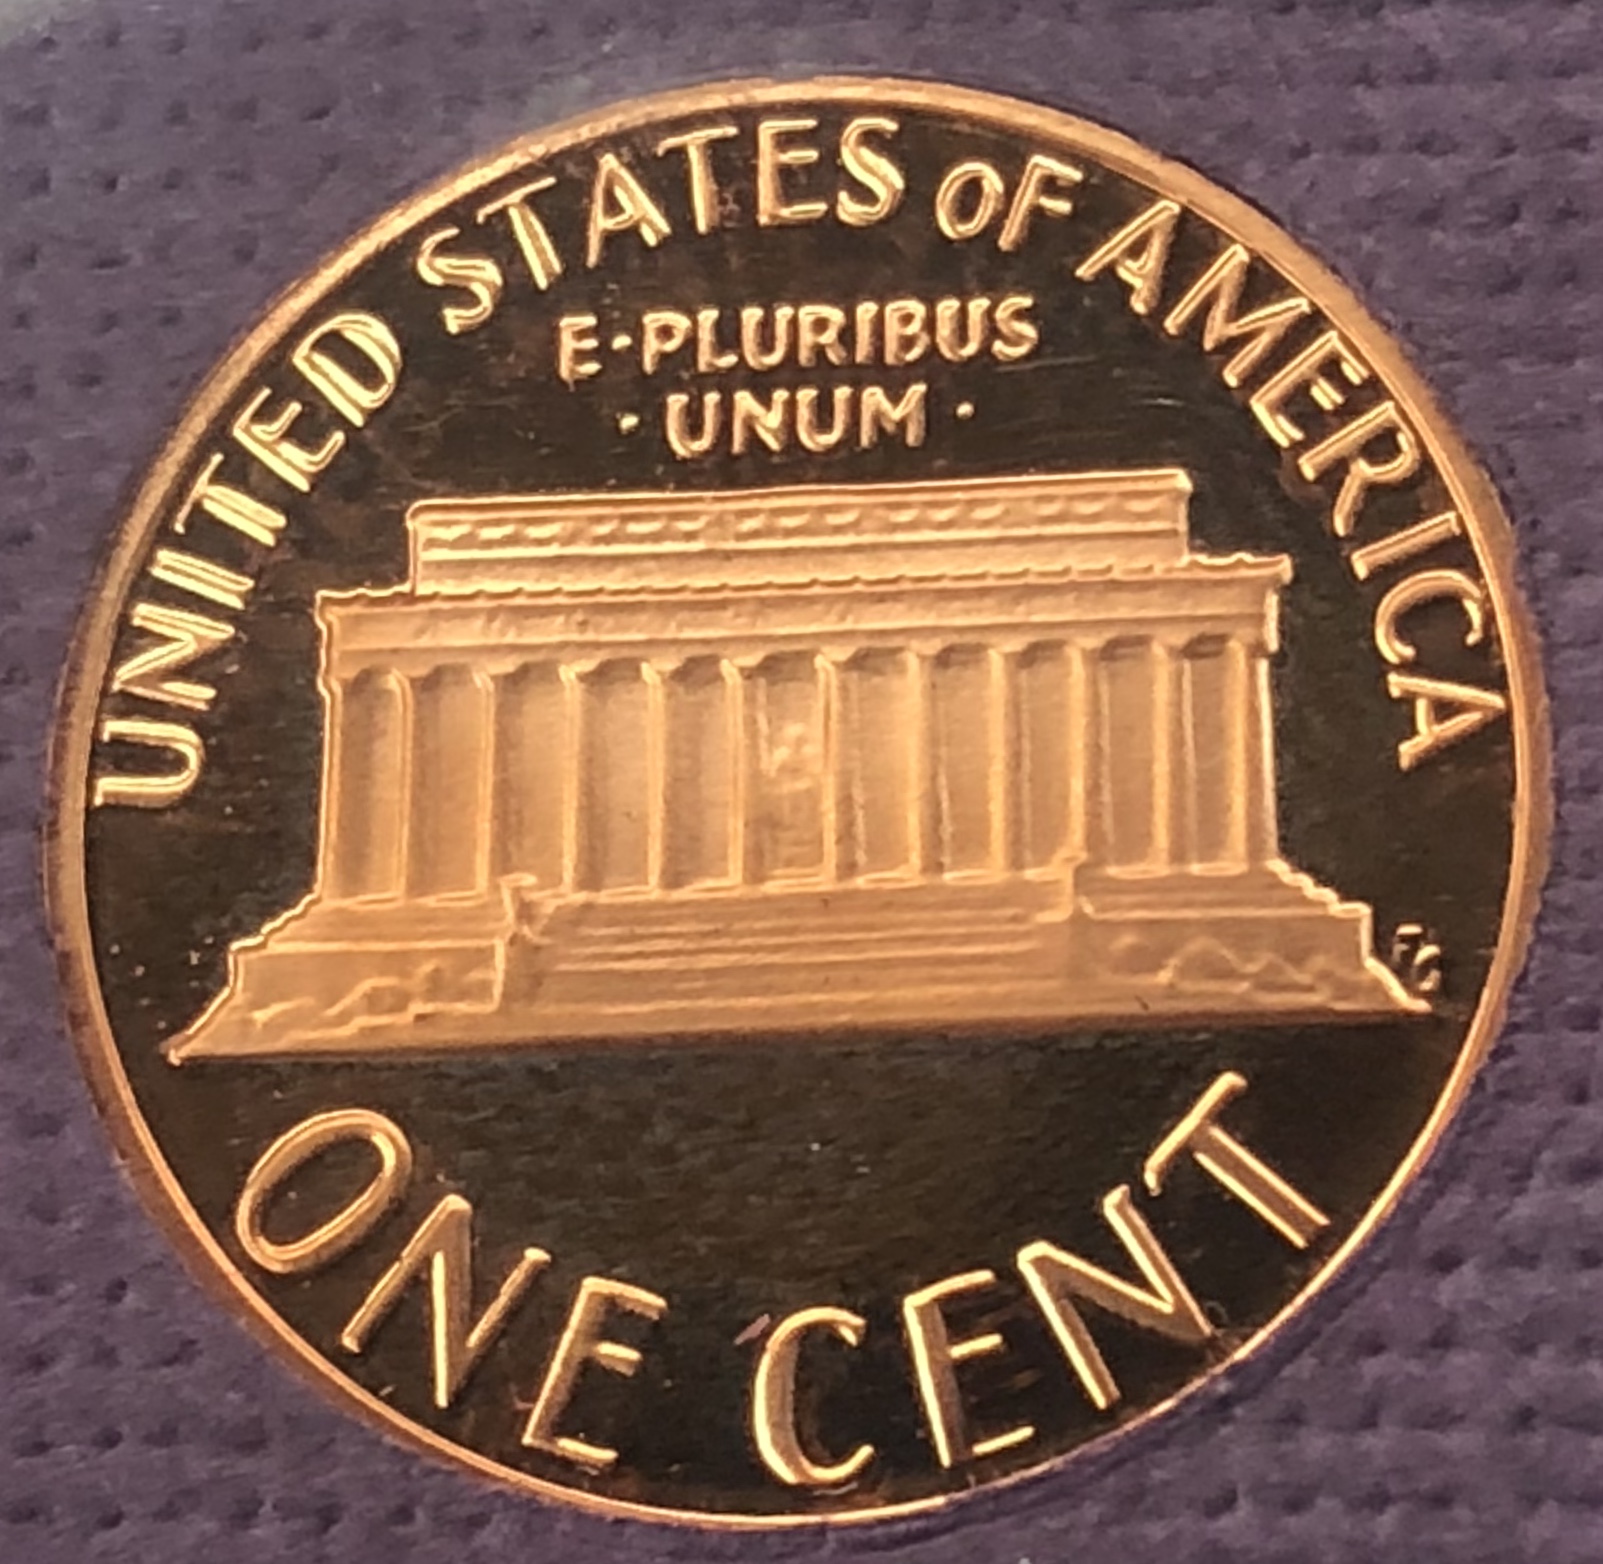 UNITED STATES OF AMERICA
E·PLURIBUS
·UNUM·
FG
ONE CENT